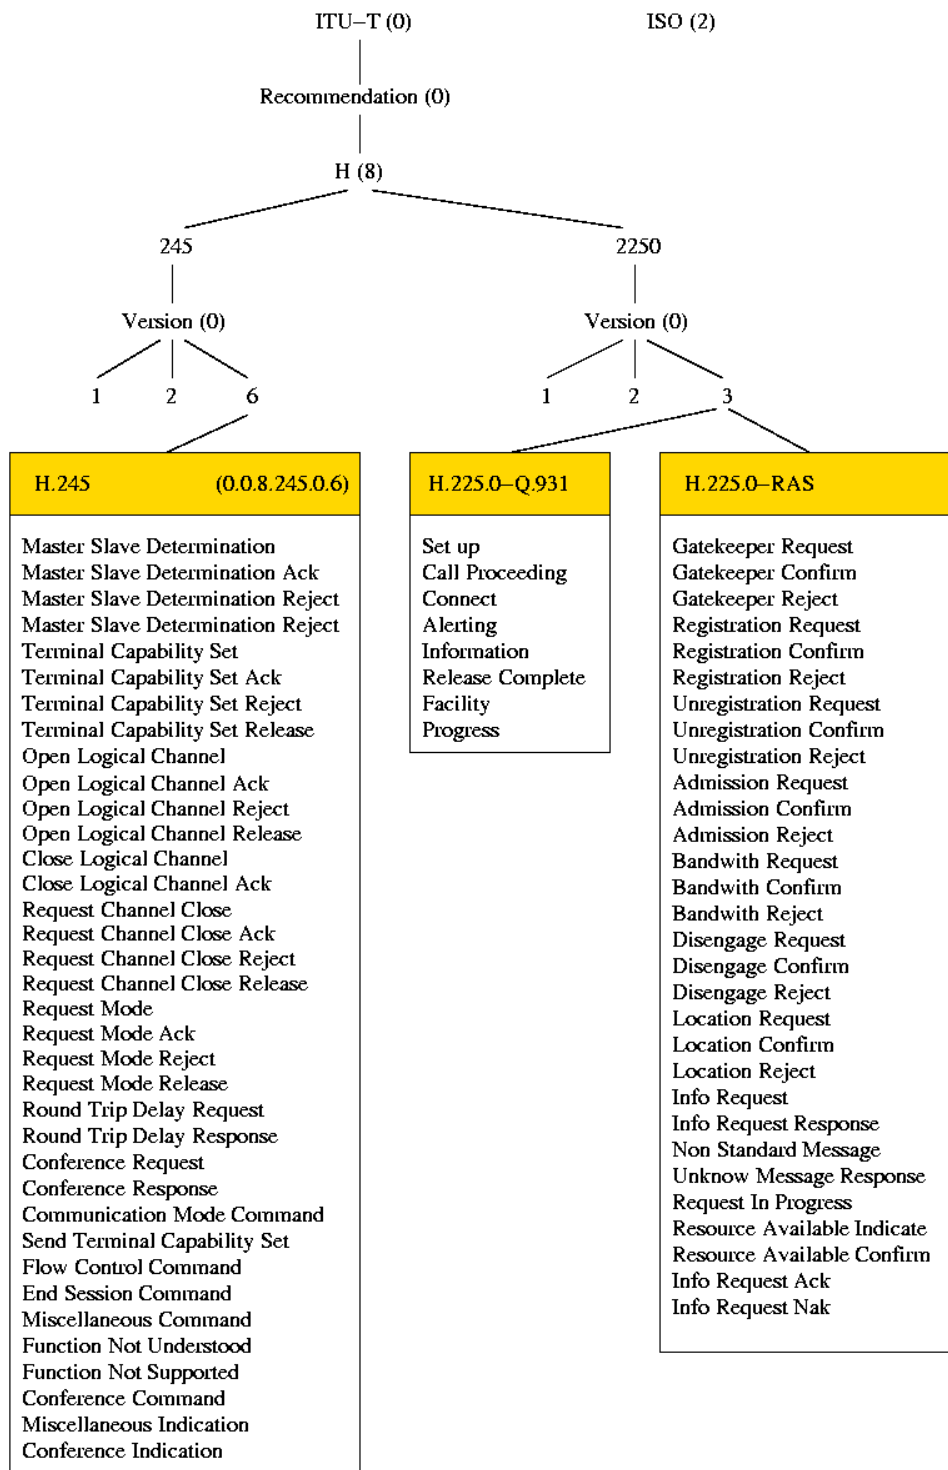 ITU–T (0) ISO (2)
Recommendation (0)
H (8)
245 2250
Version (0) Version (0)
1 2 6 1 2 3
H.245 (0.0.8.245.0.6)
Master Slave Determination
Master Slave Determination Ack
Master Slave Determination Reject
Master Slave Determination Reject
Terminal Capability Set
Terminal Capability Set Ack
Terminal Capability Set Reject
Terminal Capability Set Release
Open Logical Channel
Open Logical Channel Ack
Open Logical Channel Reject
Open Logical Channel Release
Close Logical Channel
Close Logical Channel Ack
Request Channel Close
Request Channel Close Ack
Request Channel Close Reject
Request Channel Close Release
Request Mode
Request Mode Ack
Request Mode Reject
Request Mode Release
Round Trip Delay Request
Round Trip Delay Response
Conference Request
Conference Response
Communication Mode Command
Send Terminal Capability Set
Flow Control Command
End Session Command
Miscellaneous Command
Function Not Understood
Function Not Supported
Conference Command
Miscellaneous Indication
Conference Indication
H.225.0–Q.931
Set up
Call Proceeding
Connect
Alerting
Information
Release Complete
Facility
Progress
H.225.0–RAS
Gatekeeper Request
Gatekeeper Confirm
Gatekeeper Reject
Registration Request
Registration Confirm
Registration Reject
Unregistration Request
Unregistration Confirm
Unregistration Reject
Admission Request
Admission Confirm
Admission Reject
Bandwith Request
Bandwith Confirm
Bandwith Reject
Disengage Request
Disengage Confirm
Disengage Reject
Location Request
Location Confirm
Location Reject
Info Request
Info Request Response
Non Standard Message
Unknow Message Response
Request In Progress
Resource Available Indicate
Resource Available Confirm
Info Request Ack
Info Request Nak